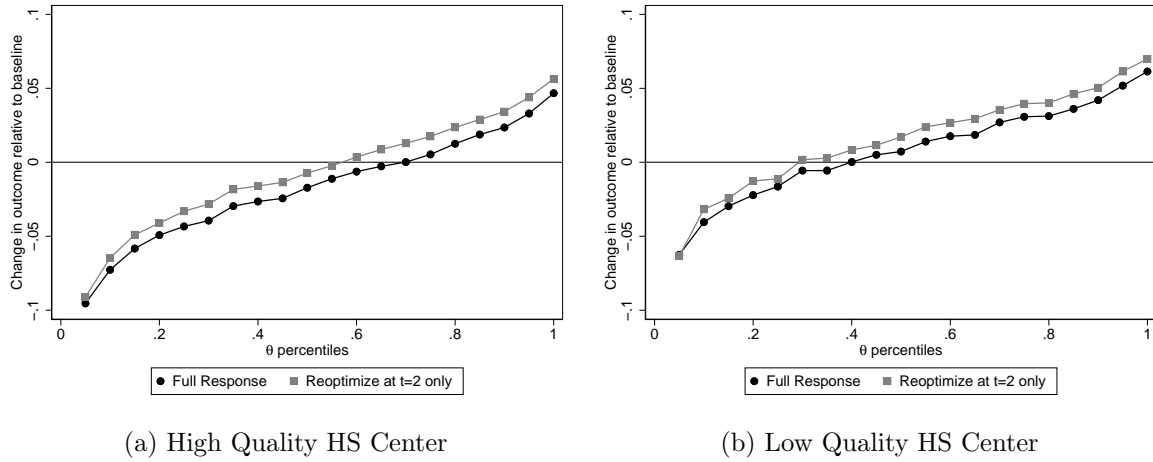 Change in outcome relative to baseline
.1
.05
0
-.05
-.1
0
.2
.4
.6
.8
1
θ percentiles
Full Response
Reoptimize at t=2 only
(a) High Quality HS Center
Change in outcome relative to baseline
.1
.05
0
-.05
-.1
0
.2
.4
.6
.8
1
θ percentiles
Full Response
Reoptimize at t=2 only
(b) Low Quality HS Center